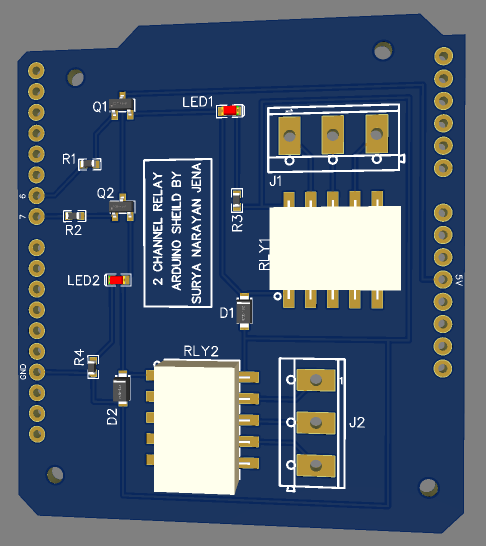 Q1
LED1
R1
J1
6
7
Q2
R2
R3
2 CHANNEL RELAY
ARDUINO SHEILD BY
SURYA NARAYAN JENA
RLY1
LED2
5V
D1
RLY2
R4
GND
1
D2
J2